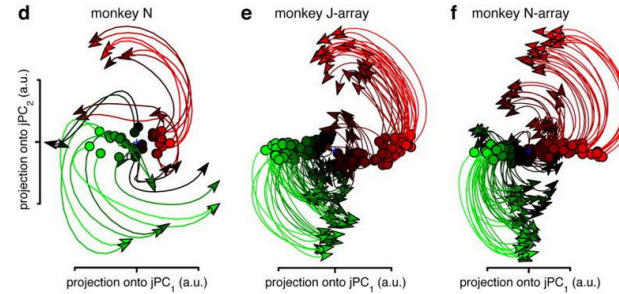 d monkey N
e monkey J-array
f monkey N-array
projection onto jPC₂ (a.u.)
projection onto jPC₁ (a.u.)
projection onto jPC₁ (a.u.)
projection onto jPC₁ (a.u.)